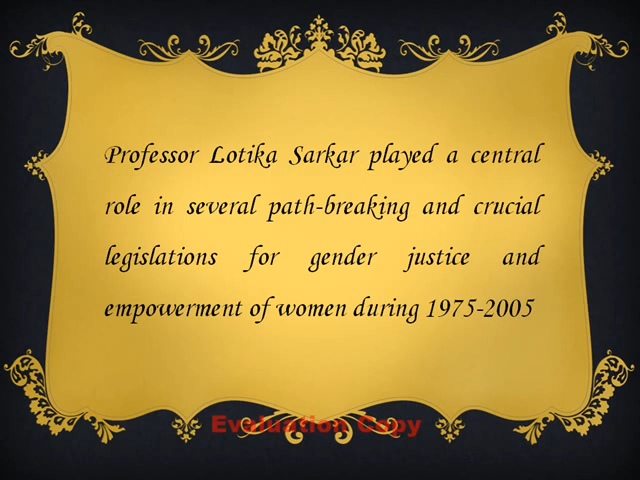 Professor Lotika Sarkar played a central
role in several path-breaking and crucial
legislations for gender justice and
empowerment of women during 1975-2005
Evaluation Copy